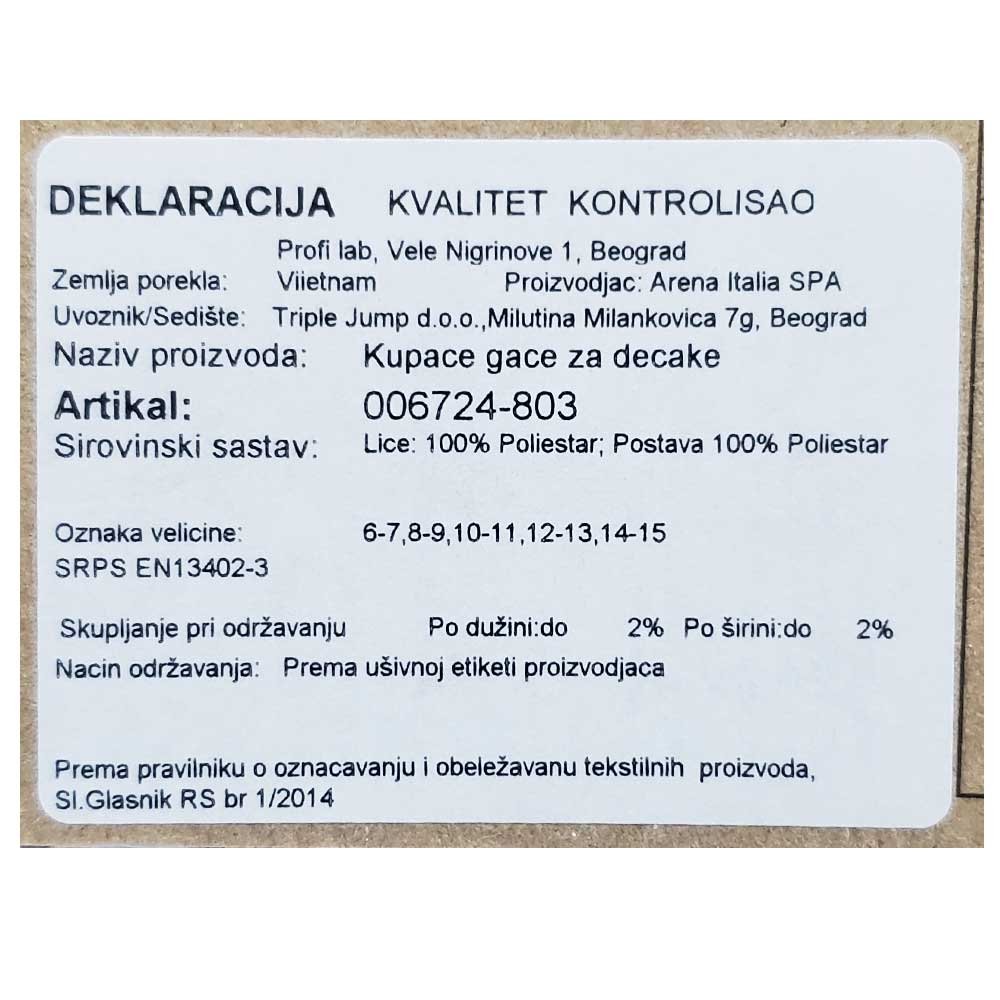 DEKLARACIJA KVALITET KONTROLISAO
Profi lab, Vele Nigrinove 1, Beograd
Zemlja porekla: Viietnam Proizvodjac: Arena Italia SPA
Uvoznik/Sedište: Triple Jump d.o.o.,Milutina Milankovica 7g, Beograd
Naziv proizvoda: Kupace gace za decake
Artikal: 006724-803
Sirovinski sastav: Lice: 100% Poliestar; Postava 100% Poliestar
Oznaka velicine: 6-7,8-9,10-11,12-13,14-15
SRPS EN13402-3
Skupljanje pri održavanju Po dužini:do 2% Po širini:do 2%
Nacin održavanja: Prema ušivnoj etiketi proizvodjaca
Prema pravilniku o oznacavanju i obeležavanu tekstilnih proizvoda,
Sl.Glasnik RS br 1/2014